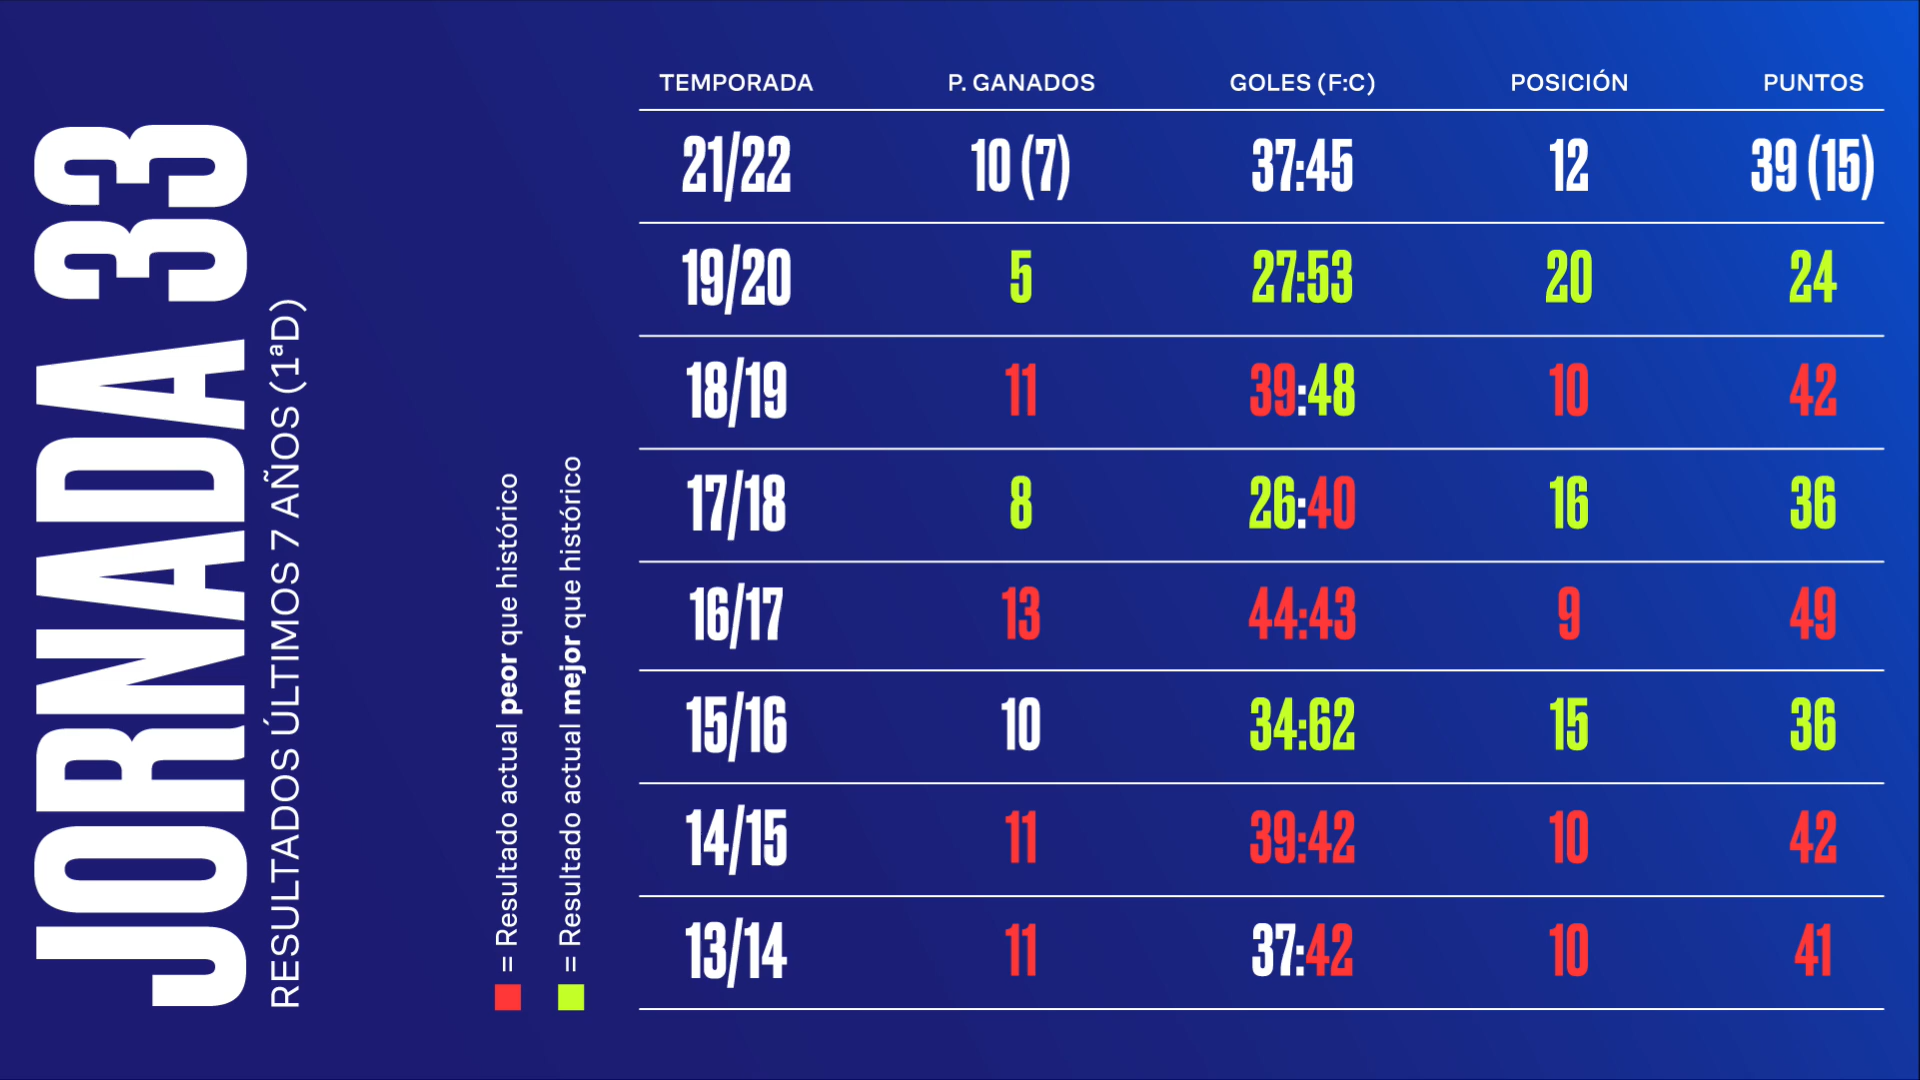 JORNADA 33
RESULTADOS ÚLTIMOS 7 AÑOS (1ªD)
= Resultado actual peor que histórico
= Resultado actual mejor que histórico
TEMPORADA P. GANADOS GOLES (F:C) POSICIÓN PUNTOS
21/22 10 (7) 37:45 12 39 (15)
19/20 5 27:53 20 24
18/19 11 39:48 10 42
17/18 8 26:40 16 36
16/17 13 44:43 9 49
15/16 10 34:62 15 36
14/15 11 39:42 10 42
13/14 11 37:42 10 41